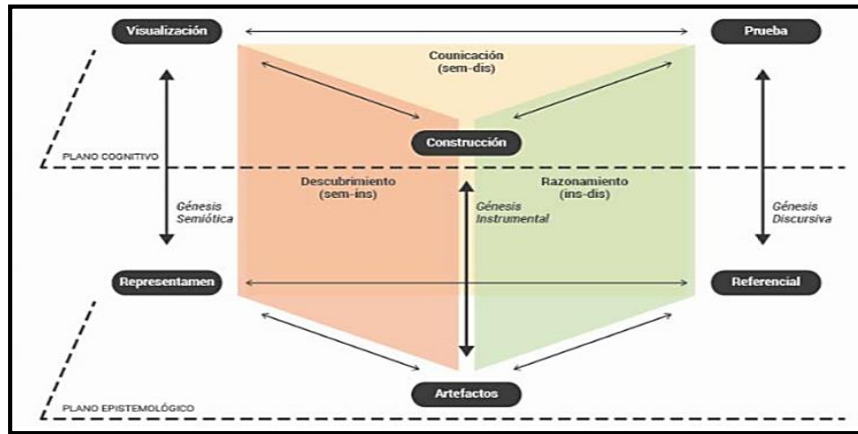 Visualización
Prueba
Counicación
(sem-dis)
Construcción
PLANO COGNITIVO
Descubrimiento
(sem-ins)
Razonamiento
(ins-dis)
Génesis
Semiótica
Génesis
Instrumental
Génesis
Discursiva
Representamen
Referencial
Artefactos
PLANO EPISTEMOLÓGICO